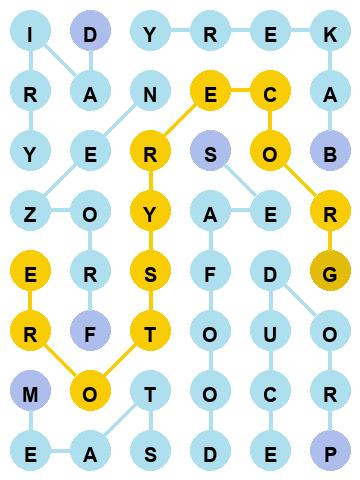 I D Y R E K
R A N E C A
Y E R S O B
Z O Y A E R
E R S F D G
R F T O U O
M O T O C R
E A S D E P